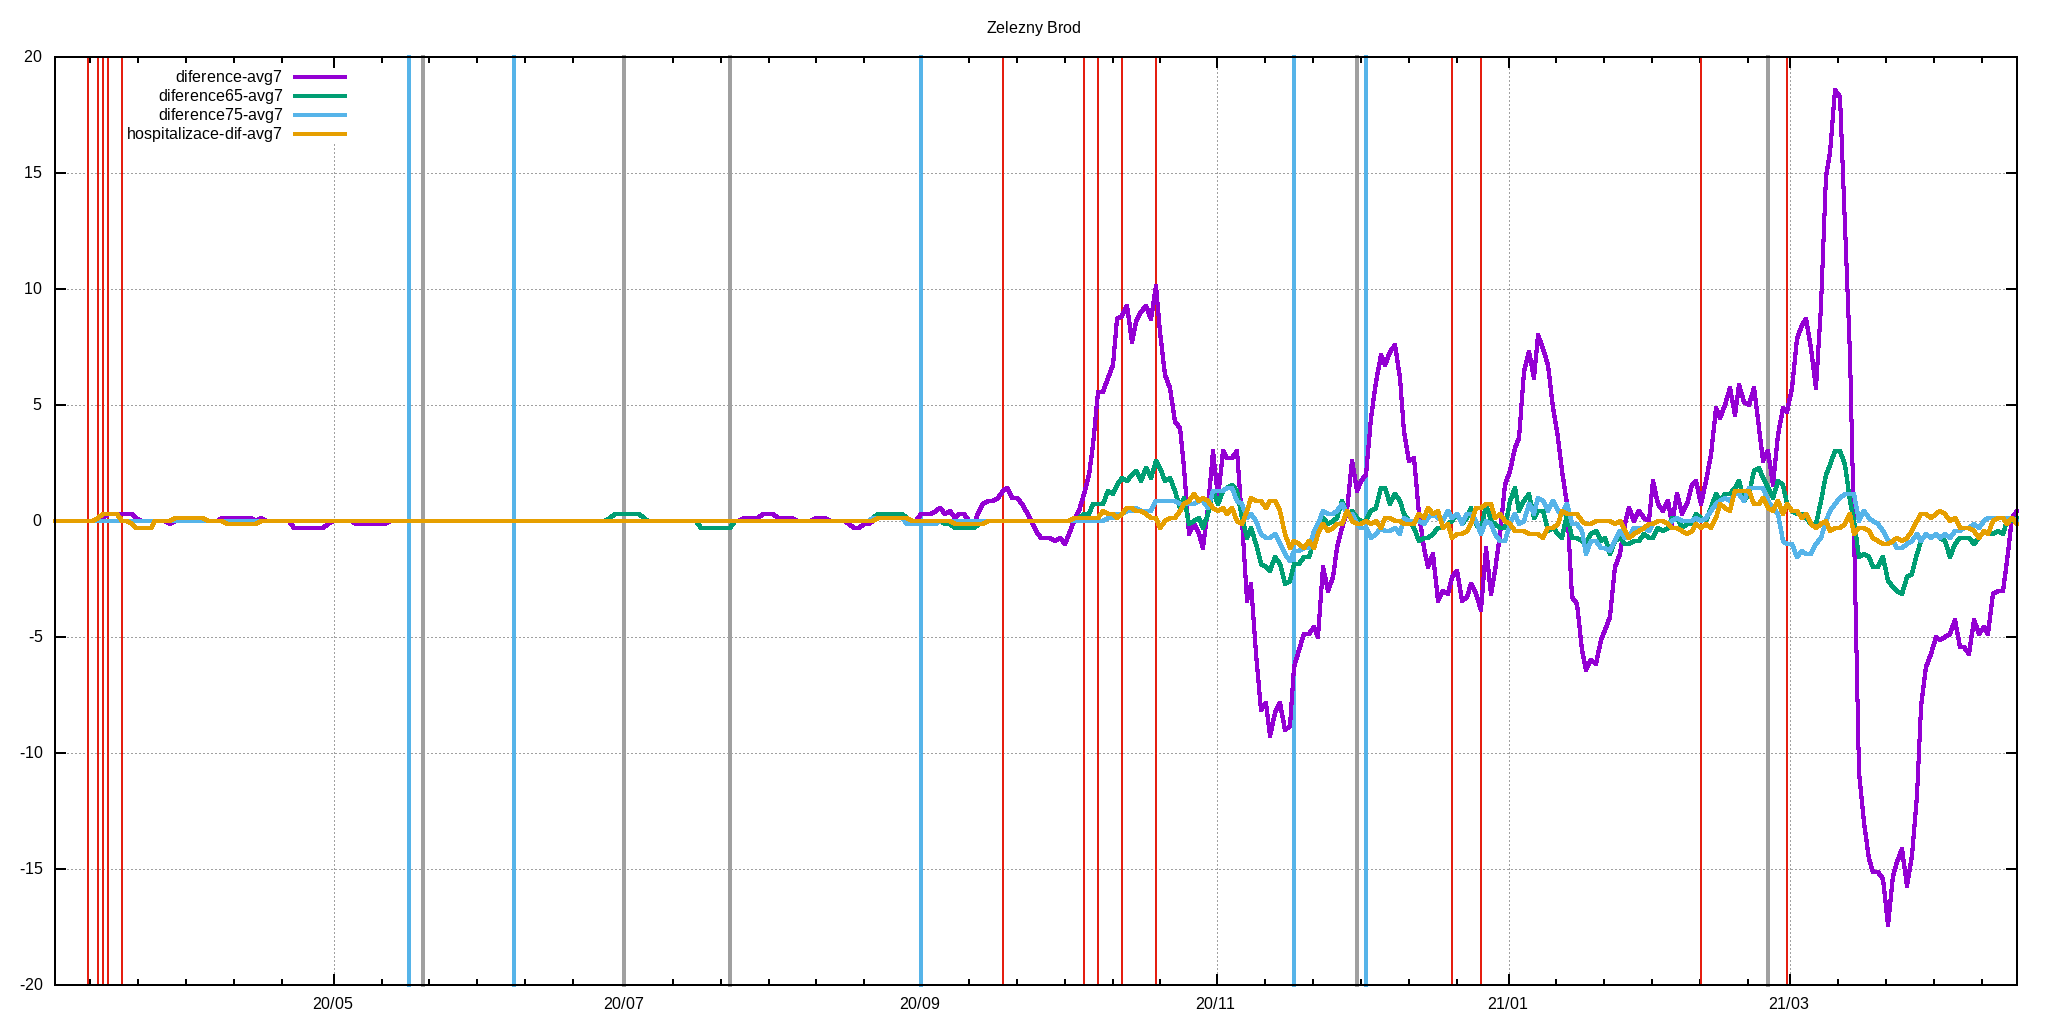 Zelezny Brod
diference-avg7
diference65-avg7
diference75-avg7
hospitalizace-dif-avg7
20
15
10
5
0
-5
-10
-15
-20
20/05 20/07 20/09 20/11 21/01 21/03